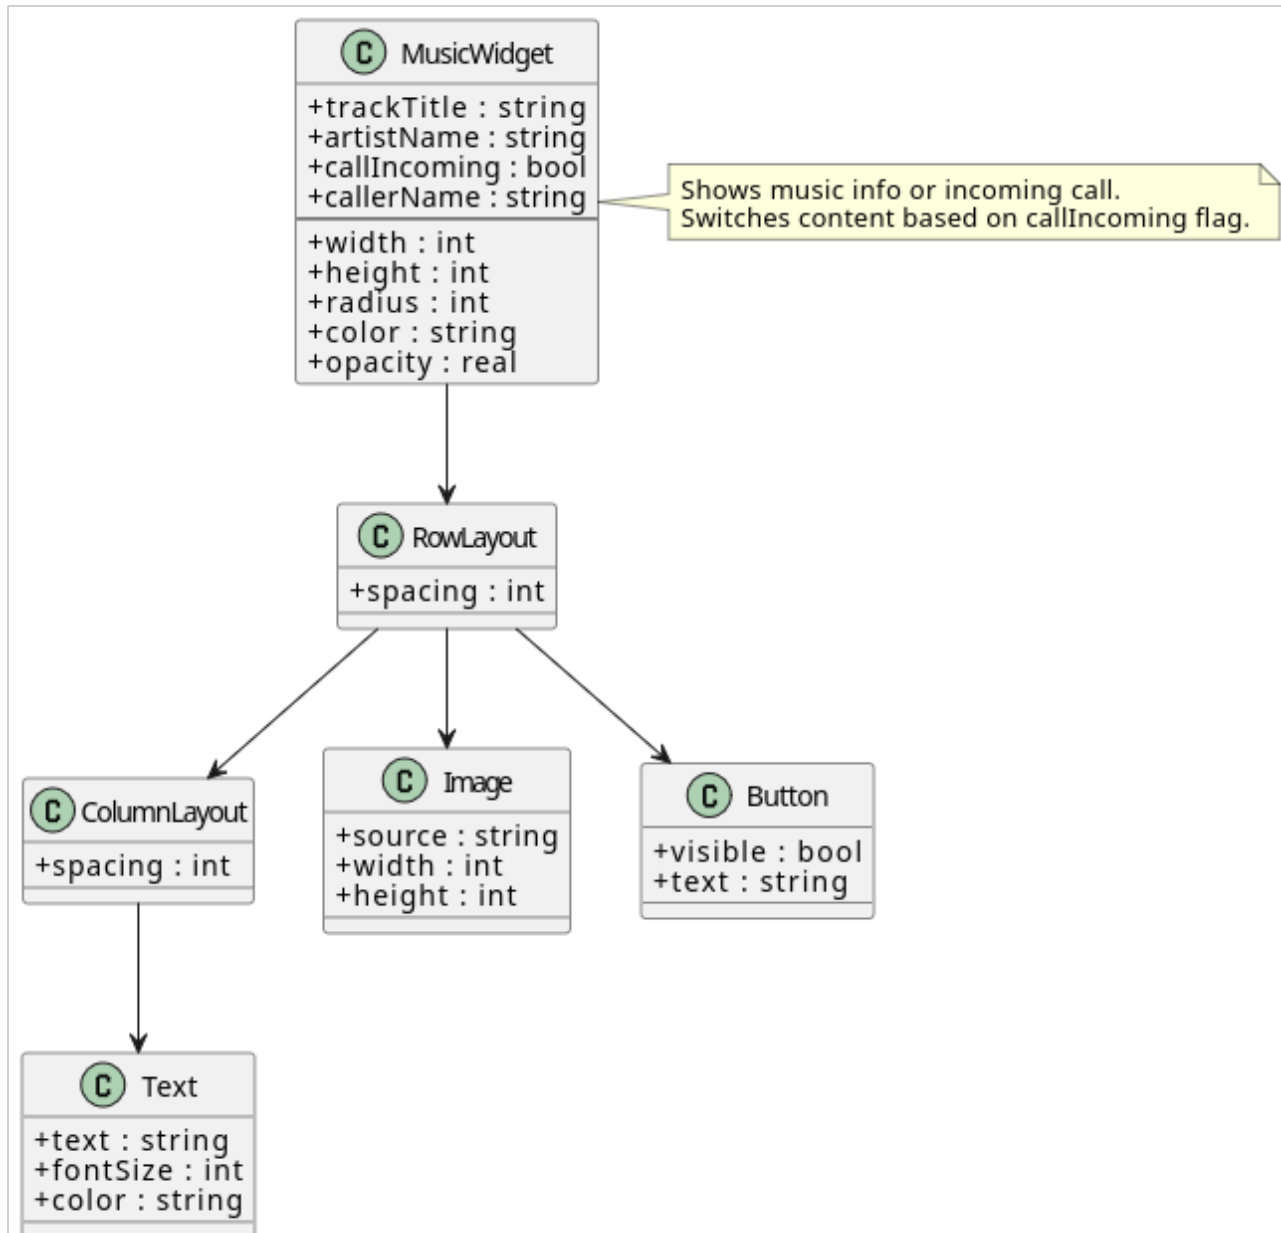 C MusicWidget
+trackTitle : string
+artistName : string
+callIncoming : bool
+callerName : string
+width : int
+height : int
+radius : int
+color : string
+opacity : real
Shows music info or incoming call.
Switches content based on callIncoming flag.
C RowLayout
+spacing : int
C ColumnLayout
+spacing : int
C Image
+source : string
+width : int
+height : int
C Button
+visible : bool
+text : string
C Text
+text : string
+fontSize : int
+color : string